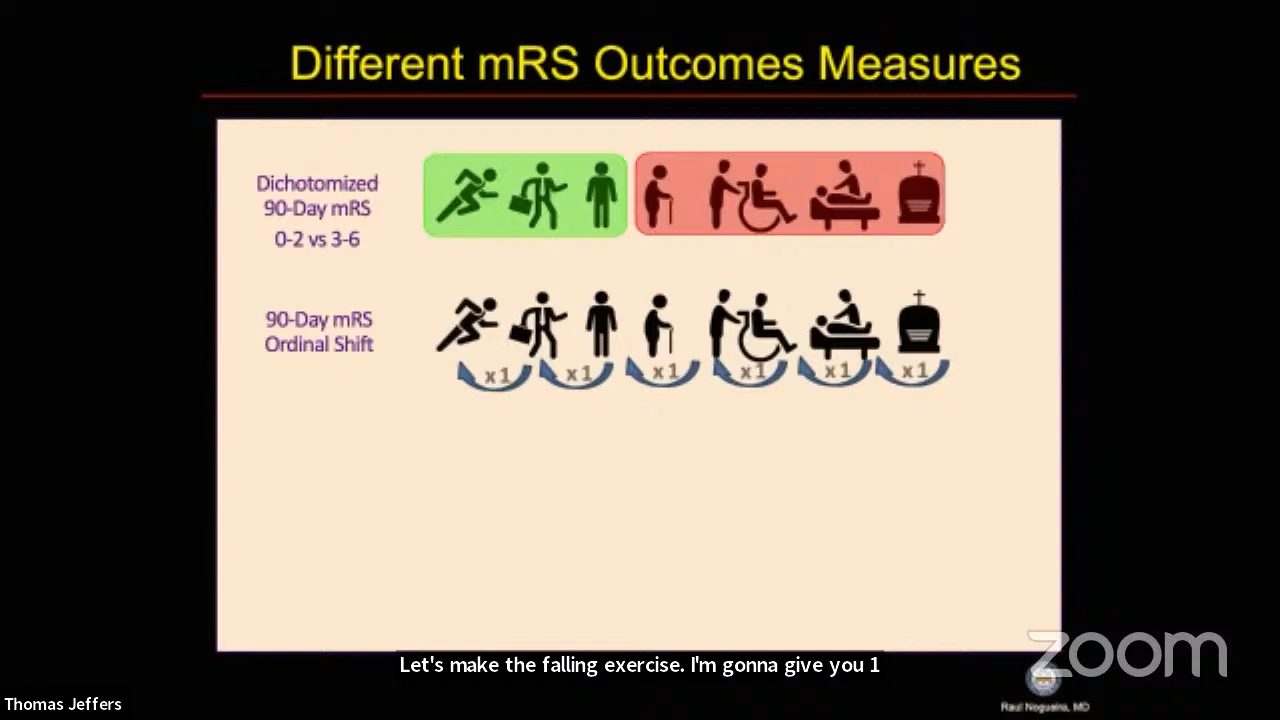 Different mRS Outcomes Measures
Dichotomized
90-Day mRS
0-2 vs 3-6
90-Day mRS
Ordinal Shift
x1 x1 x1 x1 x1 x1
Let's make the falling exercise. I'm gonna give you 1
zoom
Thomas Jeffers
Raul Nogueira, MD